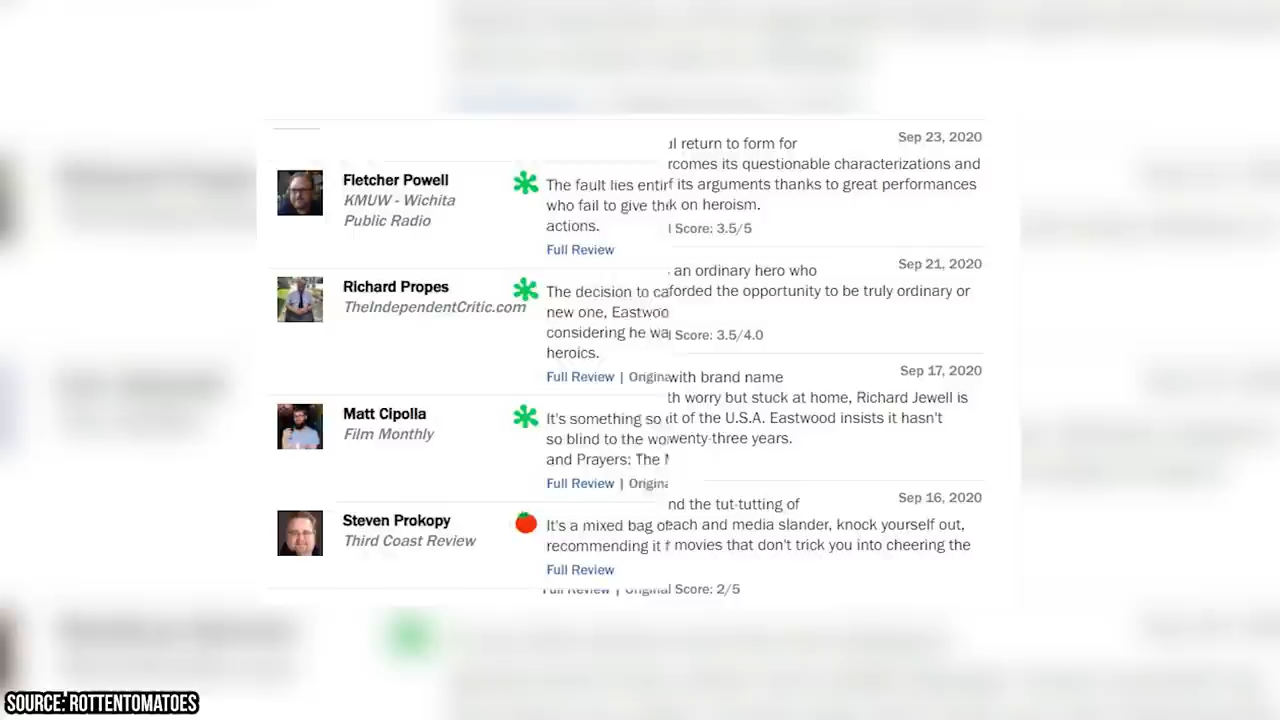 Fletcher Powell
KMUW - Wichita
Public Radio
The fault lies entir
who fail to give th
actions.
Full Review
Richard Propes
TheIndependentCritic.com
The decision to ca
new one, Eastwoo
considering he wa
heroics.
Full Review | Origina
Matt Cipolla
Film Monthly
It's something so
so blind to the wo
and Prayers: The
Full Review | Origina
Steven Prokopy
Third Coast Review
It's a mixed bag of
recommending it
Full Review
Full Review | Original Score: 2/5
l return to form for
Sep 23, 2020
rcomes its questionable characterizations and
f its arguments thanks to great performances
k on heroism.
Score: 3.5/5
an ordinary hero who
Sep 21, 2020
forded the opportunity to be truly ordinary or
Score: 3.5/4.0
with brand name
Sep 17, 2020
th worry but stuck at home, Richard Jewell is
it of the U.S.A. Eastwood insists it hasn't
wenty-three years.
nd the tut-tutting of
Sep 16, 2020
each and media slander, knock yourself out,
movies that don't trick you into cheering the
SOURCE: ROTTENTOMATOES